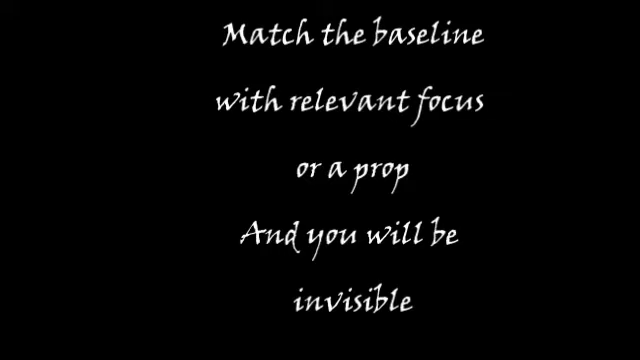 Match the baseline
with relevant focus
or a prop
And you will be
invisible